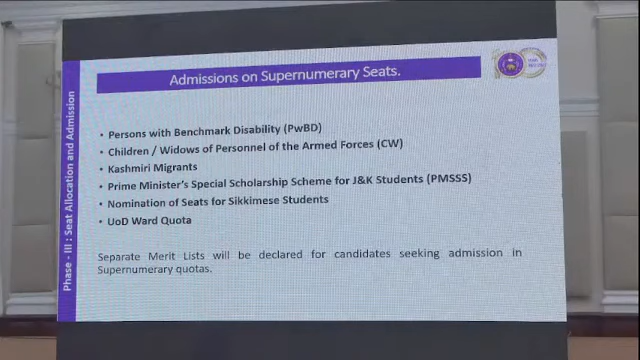 Admissions on Supernumerary Seats.
Phase - III : Seat Allocation and Admission
• Persons with Benchmark Disability (PwBD)
• Children / Widows of Personnel of the Armed Forces (CW)
• Kashmiri Migrants
• Prime Minister's Special Scholarship Scheme for J&K Students (PMSSS)
• Nomination of Seats for Sikkimese Students
• UoD Ward Quota
Separate Merit Lists will be declared for candidates seeking admission in
Supernumerary quotas.